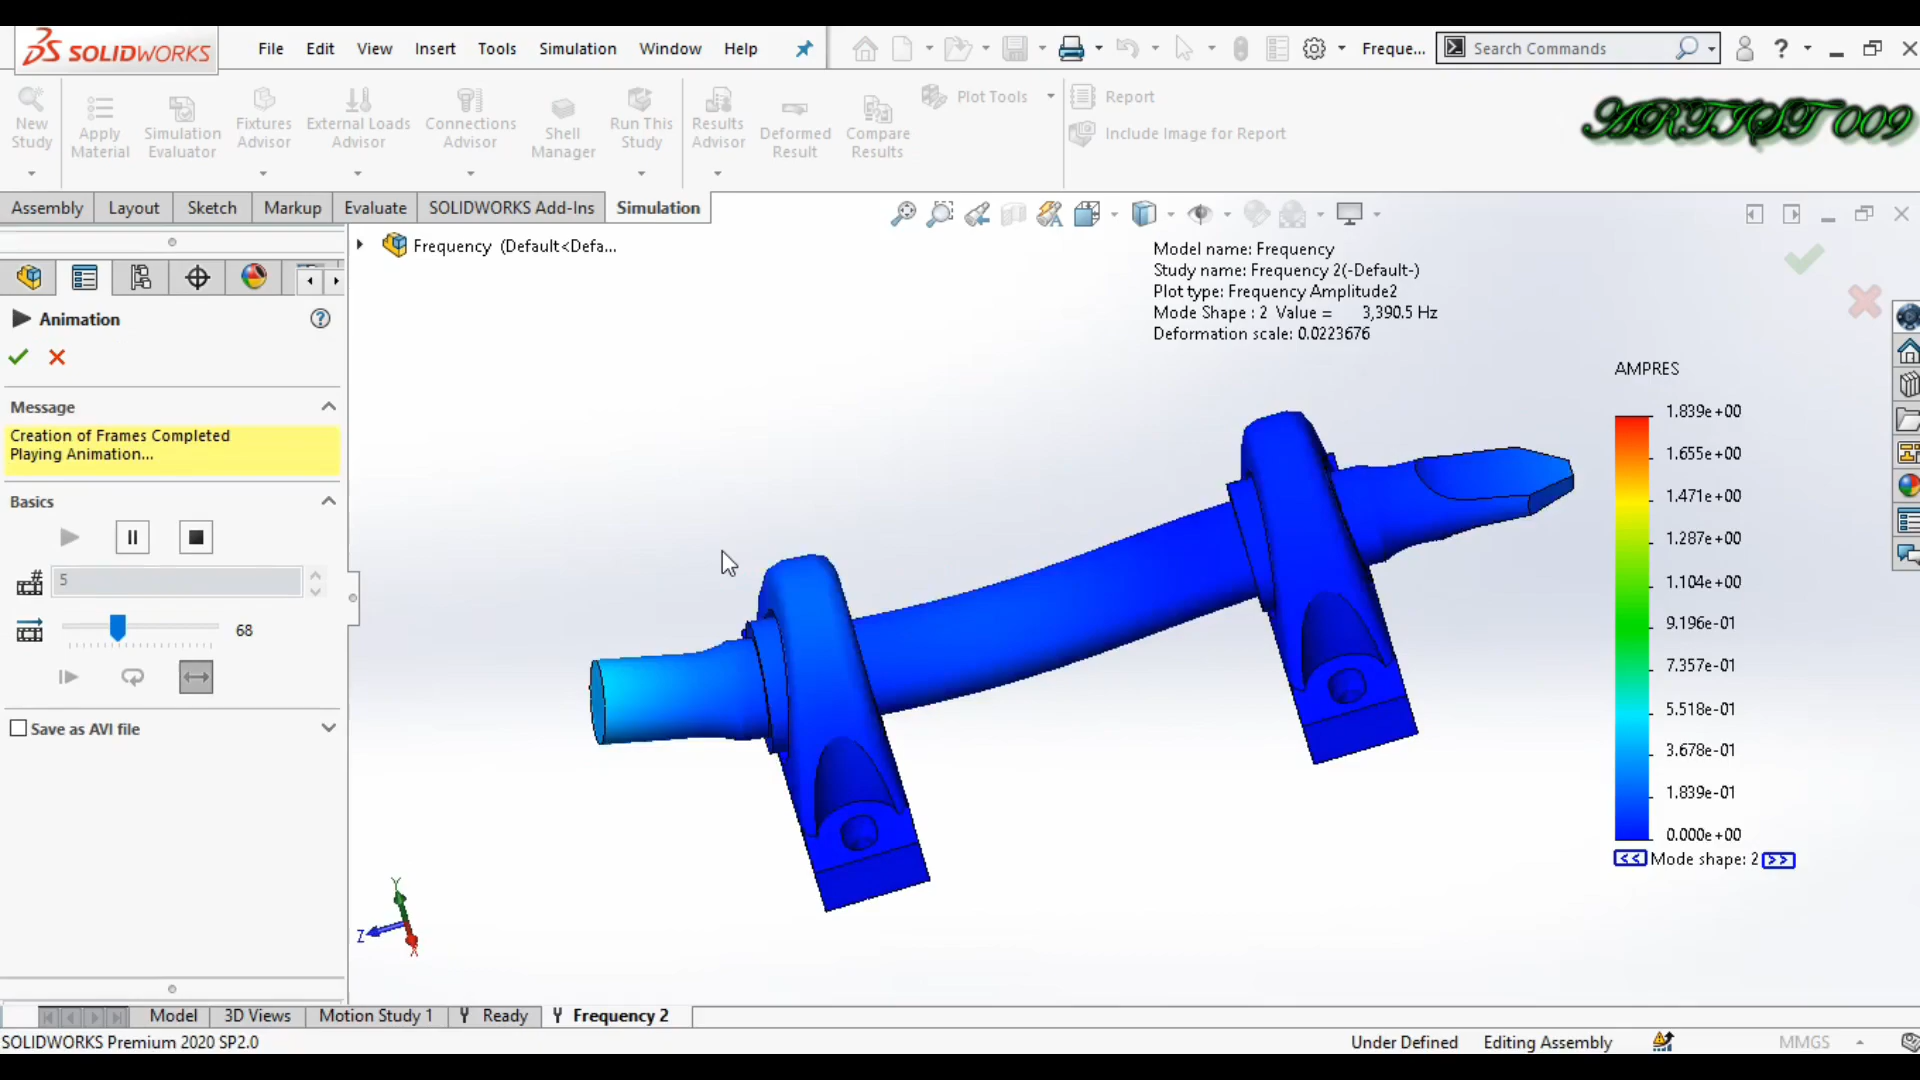 SOLIDWORKS
File Edit View Insert Tools Simulation Window Help
Freque...
Search Commands
New Study
Apply Material
Simulation Evaluator
Fixtures Advisor
External Loads Advisor
Connections Advisor
Shell Manager
Run This Study
Results Advisor
Deformed Result
Compare Results
Plot Tools
Report
Include Image for Report
ARTIST 009
Assembly Layout Sketch Markup Evaluate SOLIDWORKS Add-Ins Simulation
Frequency (Default<Defa...
Model name: Frequency
Study name: Frequency 2(-Default-)
Plot type: Frequency Amplitude2
Mode Shape : 2 Value = 3,390.5 Hz
Deformation scale: 0.0223676
Animation
Message
Creation of Frames Completed
Playing Animation...
Basics
5
68
Save as AVI file
AMPRES
1.839e+00
1.655e+00
1.471e+00
1.287e+00
1.104e+00
9.196e-01
7.357e-01
5.518e-01
3.678e-01
1.839e-01
0.000e+00
<< Mode shape: 2 >>
Y
Z
X
Model 3D Views Motion Study 1 Ready Frequency 2
SOLIDWORKS Premium 2020 SP2.0
Under Defined Editing Assembly MMGS